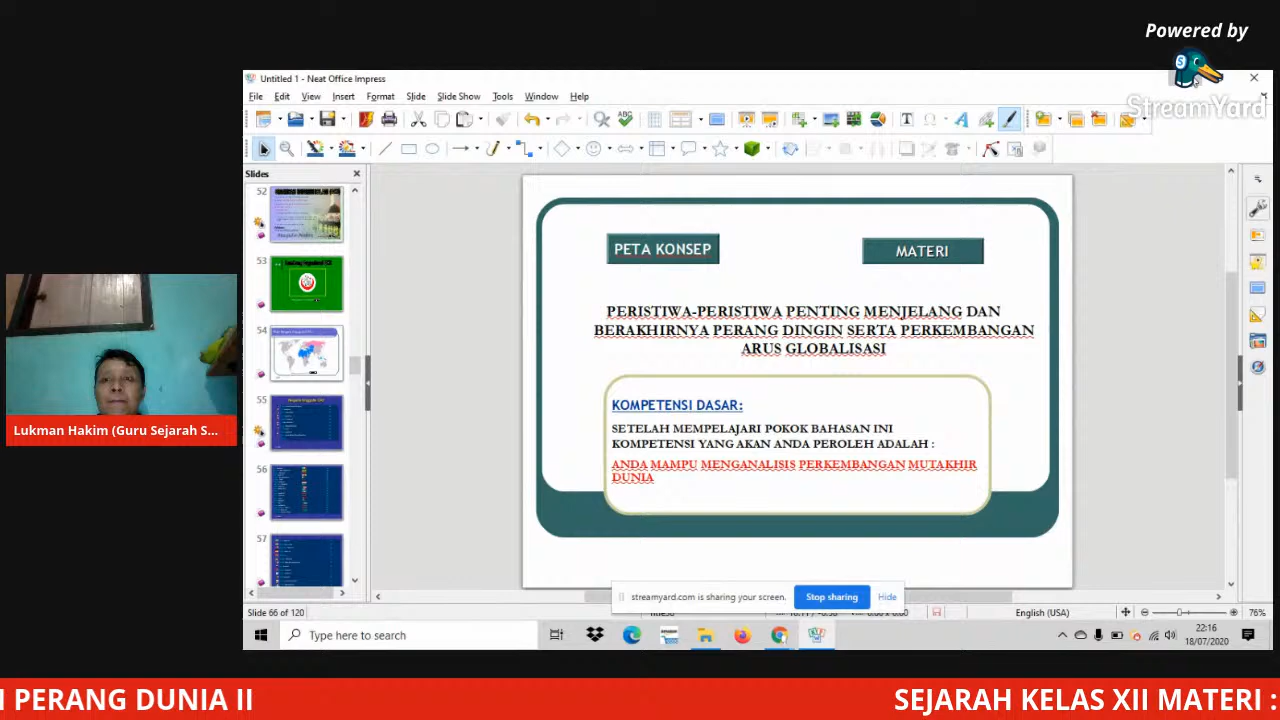 Powered by
StreamYard
Untitled 1 - Neat Office Impress
File Edit View Insert Format Slide Slide Show Tools Window Help
Slides
52
53
54
55
56
57
PETA KONSEP
MATERI
PERISTIWA-PERISTIWA PENTING MENJELANG DAN
BERAKHIRNYA PERANG DINGIN SERTA PERKEMBANGAN
ARUS GLOBALISASI
KOMPETENSI DASAR:
SETELAH MEMPELAJARI POKOK BAHASAN INI
KOMPETENSI YANG AKAN ANDA PEROLEH ADALAH :
ANDA MAMPU MENGANALISIS PERKEMBANGAN MUTAKHIR
DUNIA
Lukman Hakim (Guru Sejarah S...
streamyard.com is sharing your screen. Stop sharing Hide
Slide 66 of 120
English (USA)
76%
Type here to search
22:16
18/07/2020
I PERANG DUNIA II
SEJARAH KELAS XII MATERI :